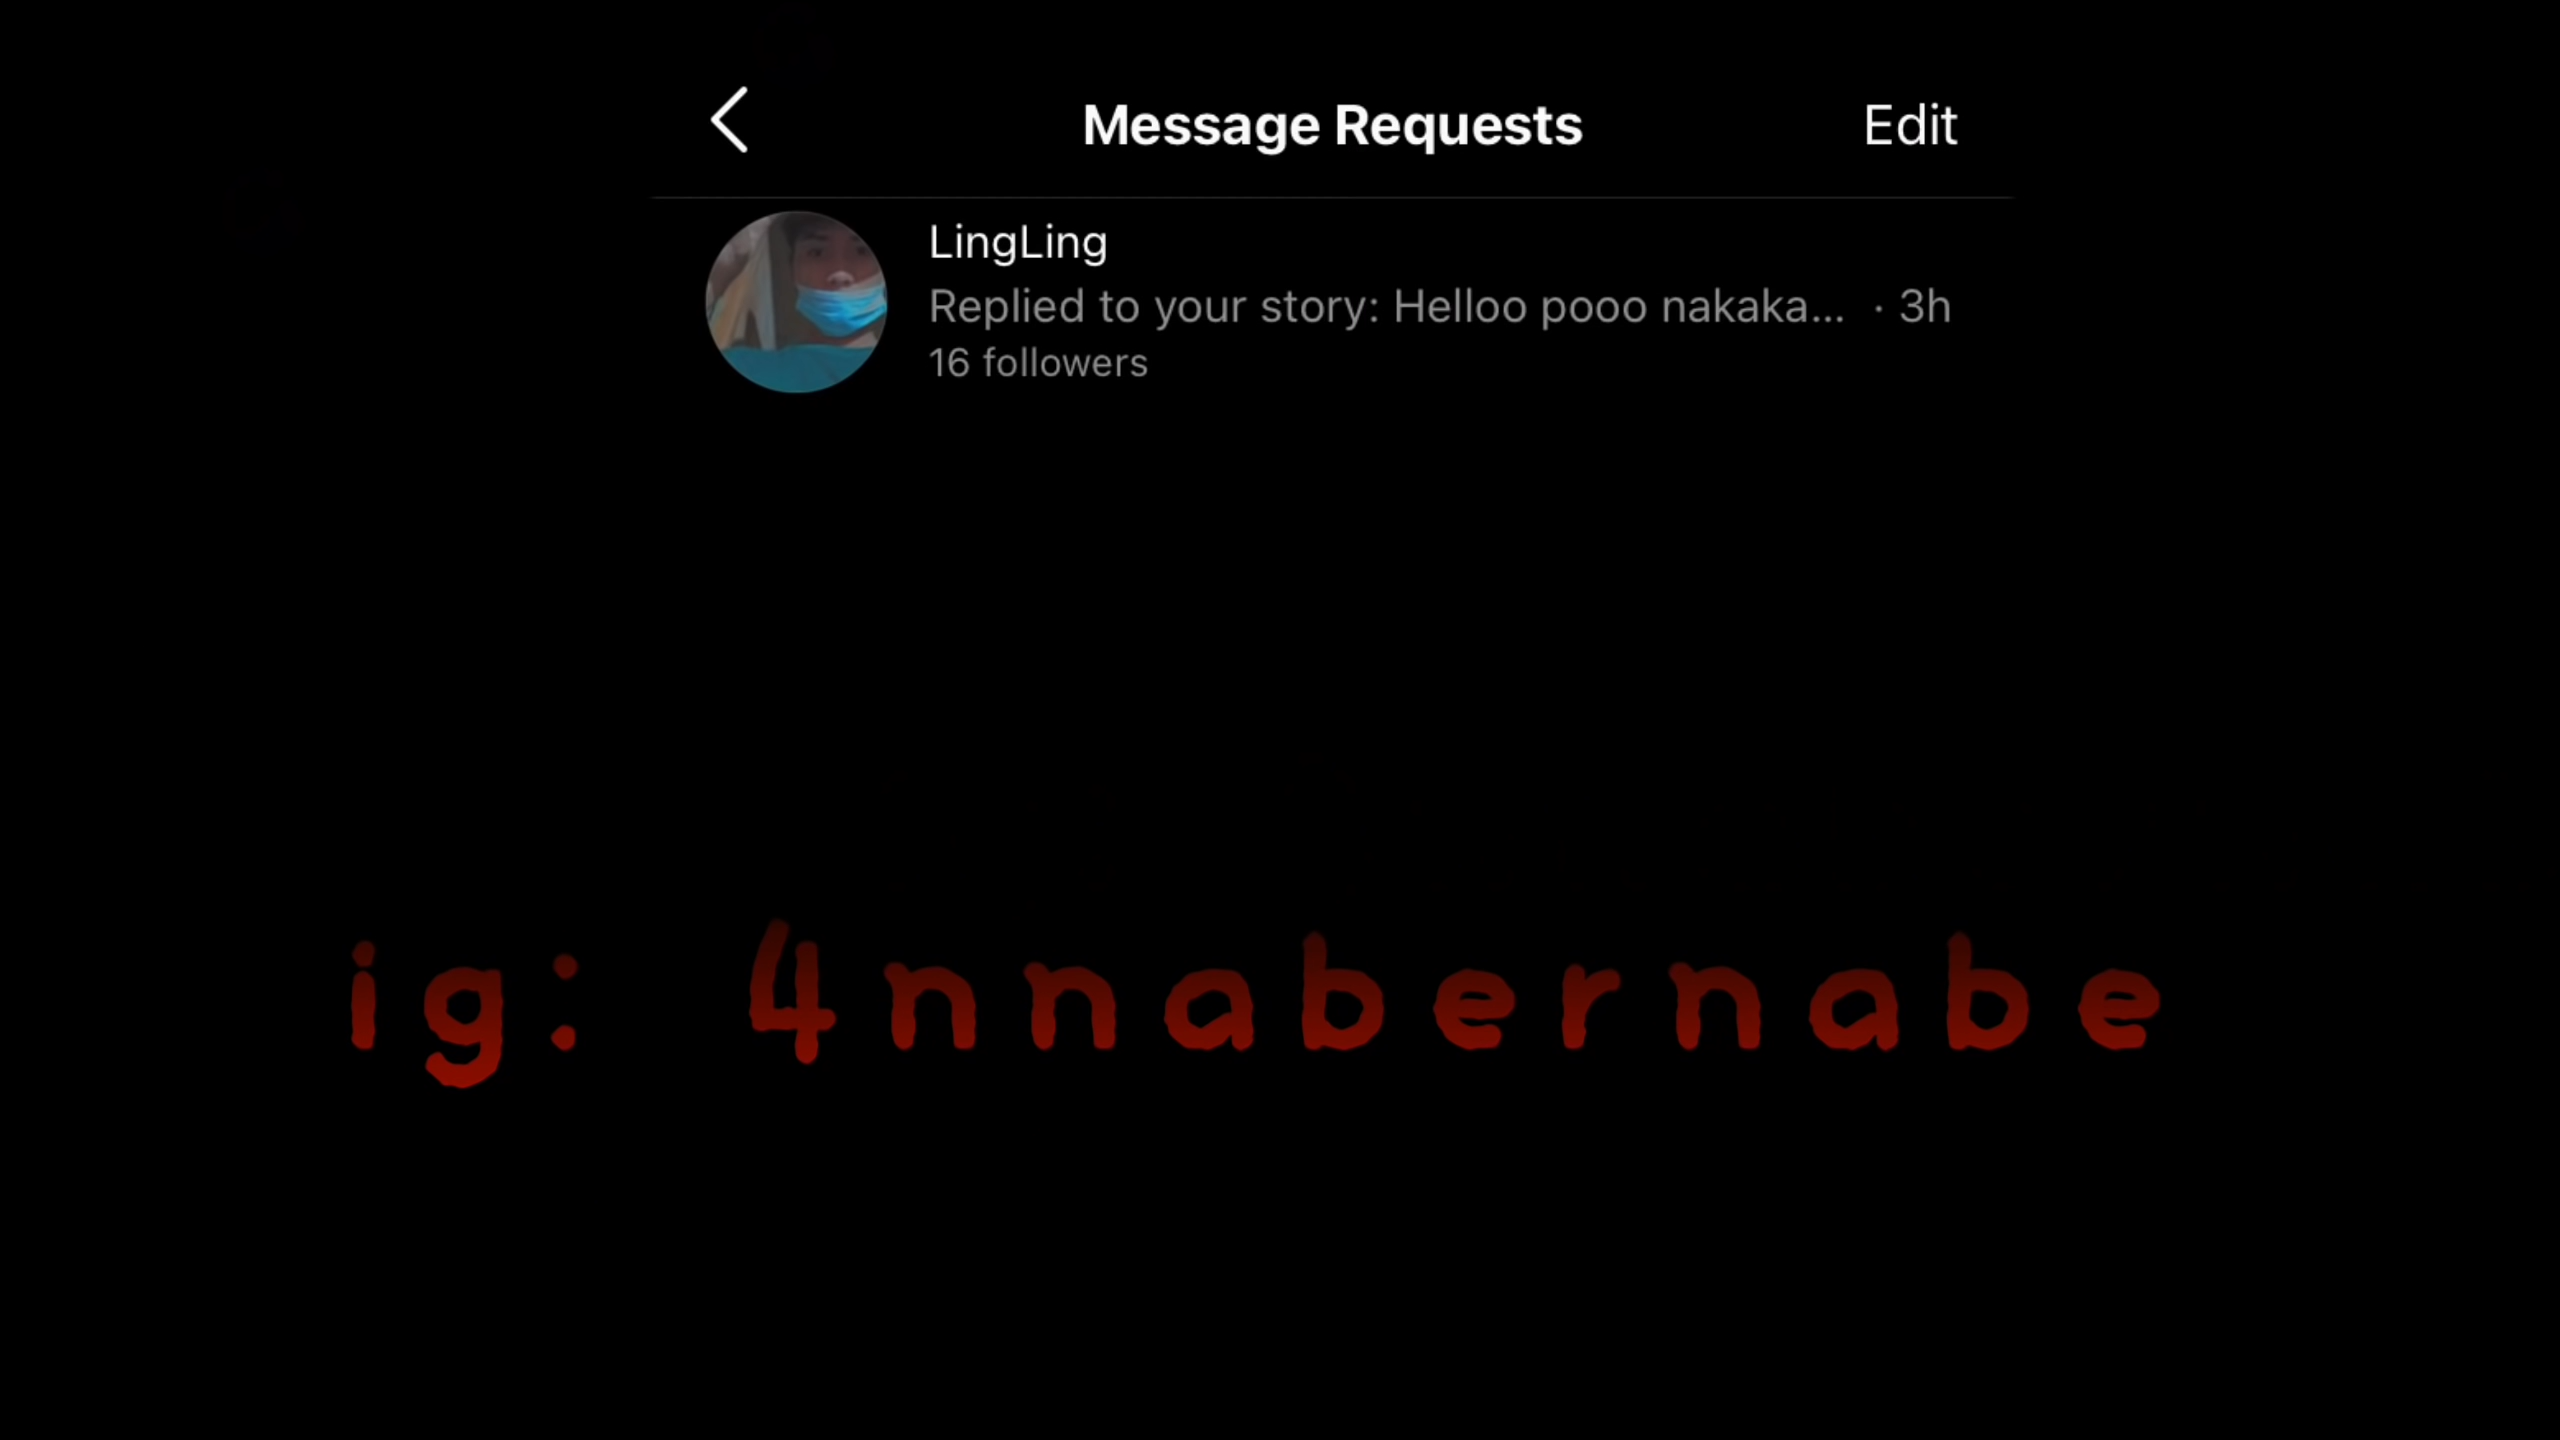 Message Requests Edit
LingLing
Replied to your story: Helloo pooo nakaka... · 3h
16 followers
ig: 4nnabernabe